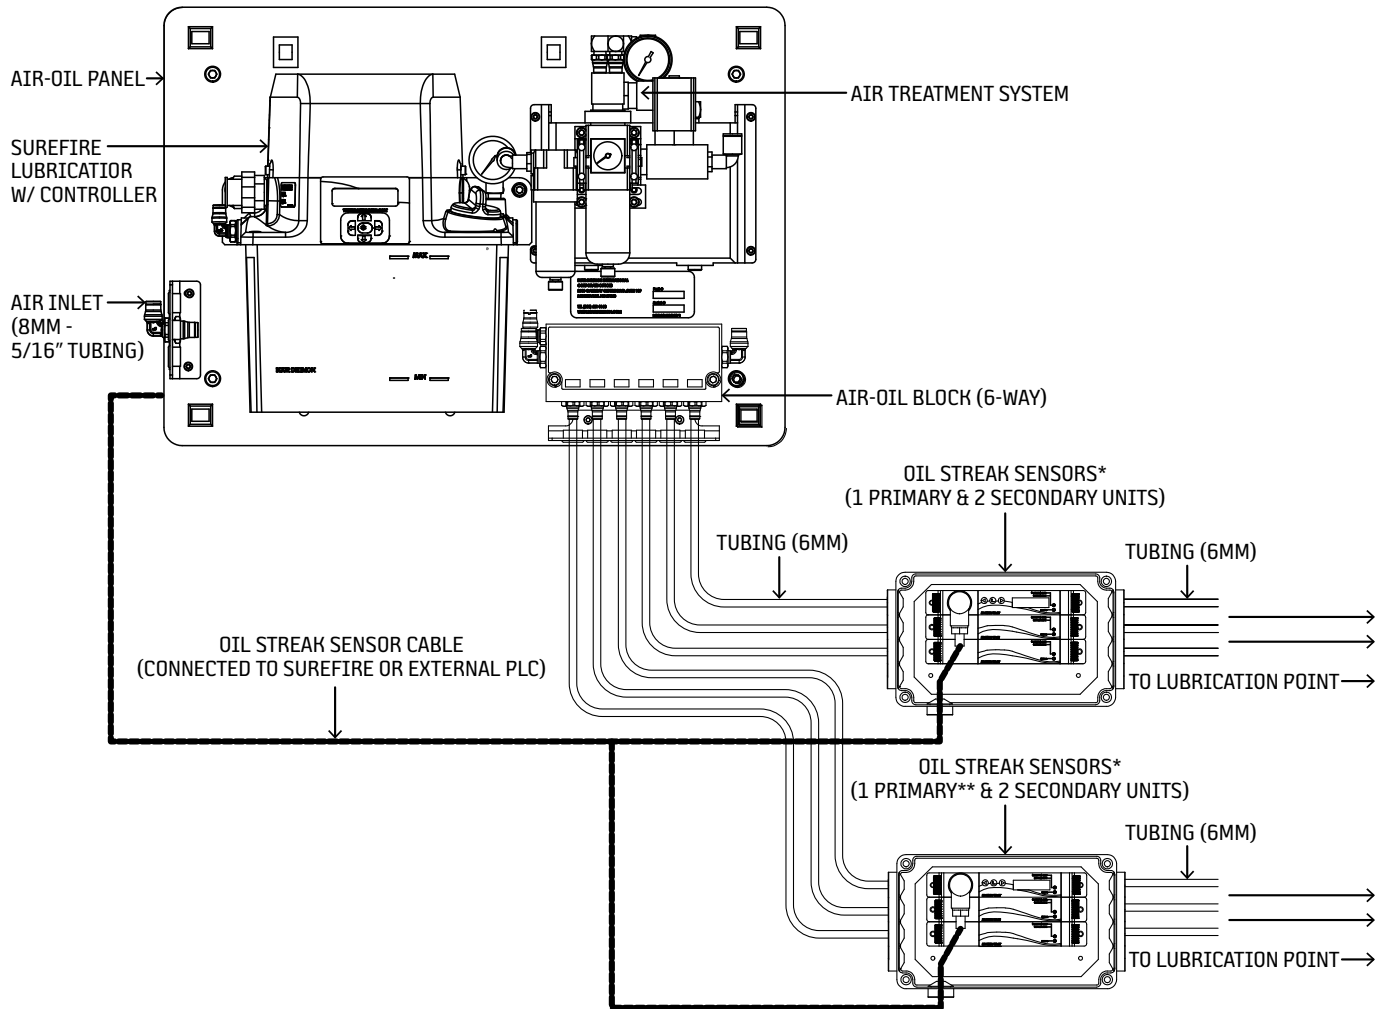 AIR-OIL PANEL
SUREFIRE
LUBRICATIOR
W/ CONTROLLER
AIR INLET
(8MM -
5/16" TUBING)
AIR TREATMENT SYSTEM
MAX
MIN
AIR-OIL BLOCK (6-WAY)
OIL STREAK SENSORS*
(1 PRIMARY & 2 SECONDARY UNITS)
TUBING (6MM)
TUBING (6MM)
OIL STREAK SENSOR CABLE
(CONNECTED TO SUREFIRE OR EXTERNAL PLC)
TO LUBRICATION POINT
OIL STREAK SENSORS*
(1 PRIMARY** & 2 SECONDARY UNITS)
TUBING (6MM)
TO LUBRICATION POINT